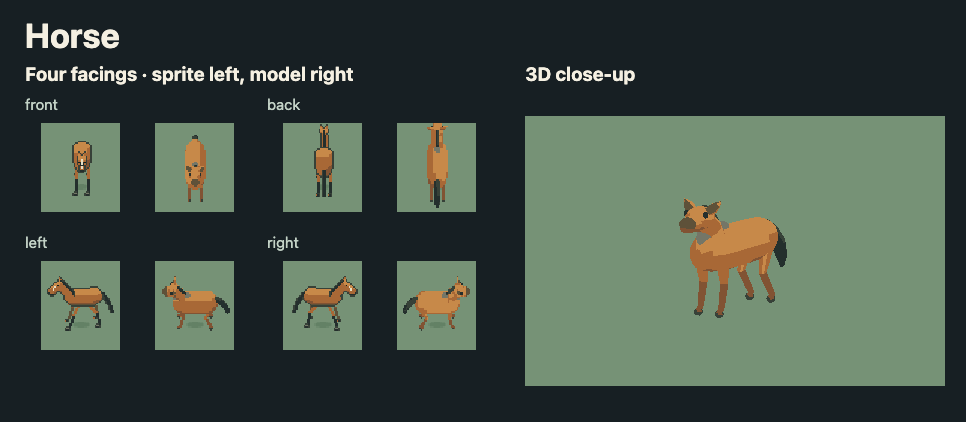 Horse
Four facings · sprite left, model right
3D close-up
front
back
left
right